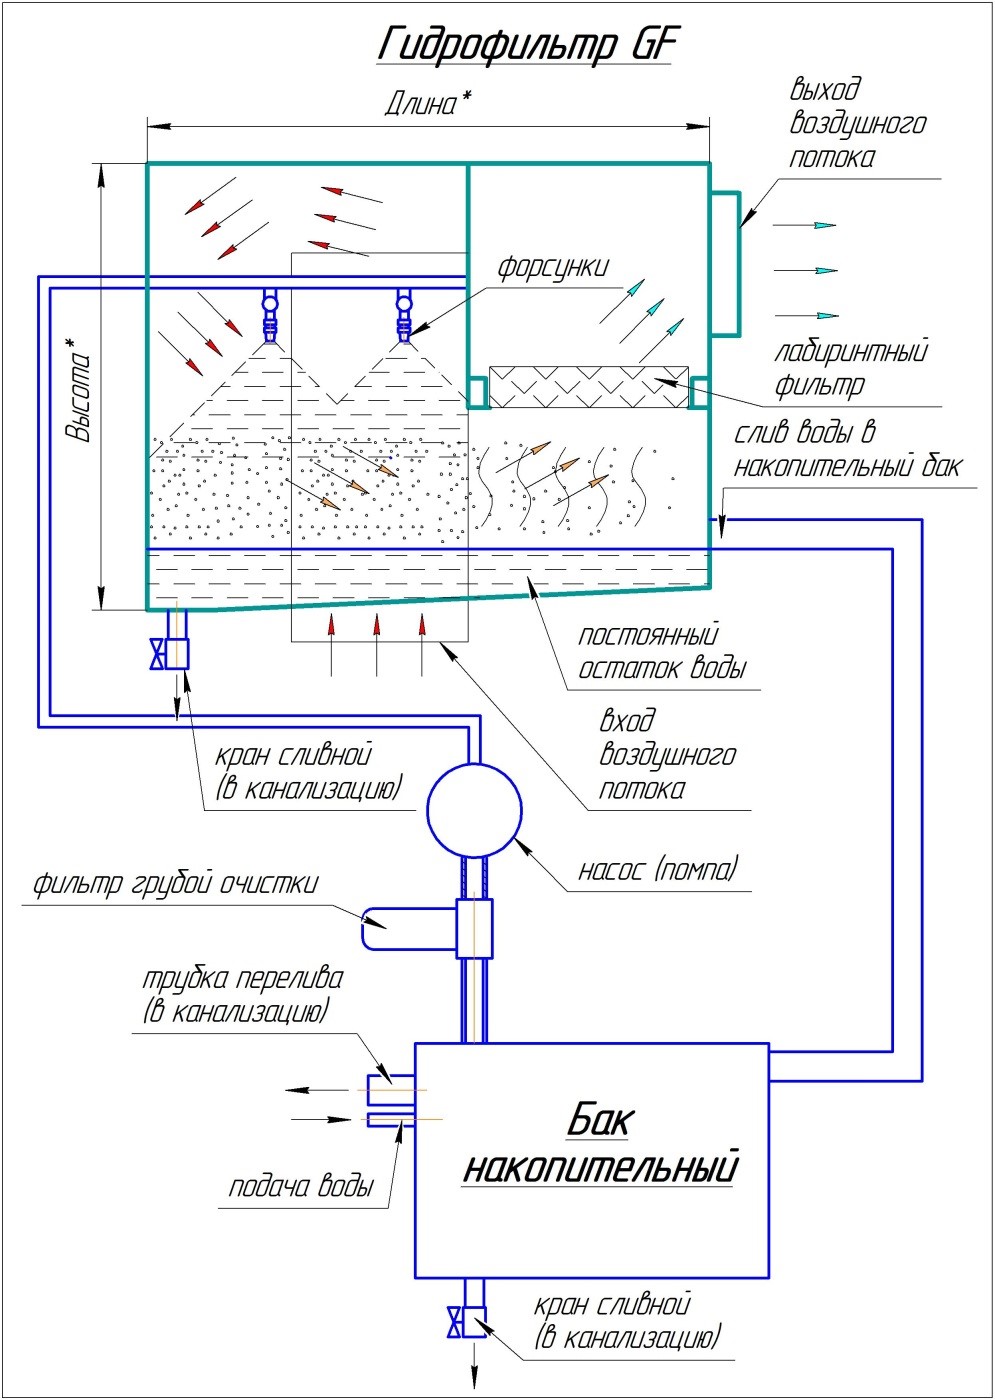 Гидрофильтр GF
Длина*
выход
воздушного
потока
форсунки
Высота*
лабиринтный
фильтр
слив воды в
накопительный бак
постоянный
остаток воды
вход
воздушного
потока
кран сливной
(в канализацию)
насос (помпа)
фильтр грубой очистки
трубка перелива
(в канализацию)
Бак
накопительный
подача воды
кран сливной
(в канализацию)